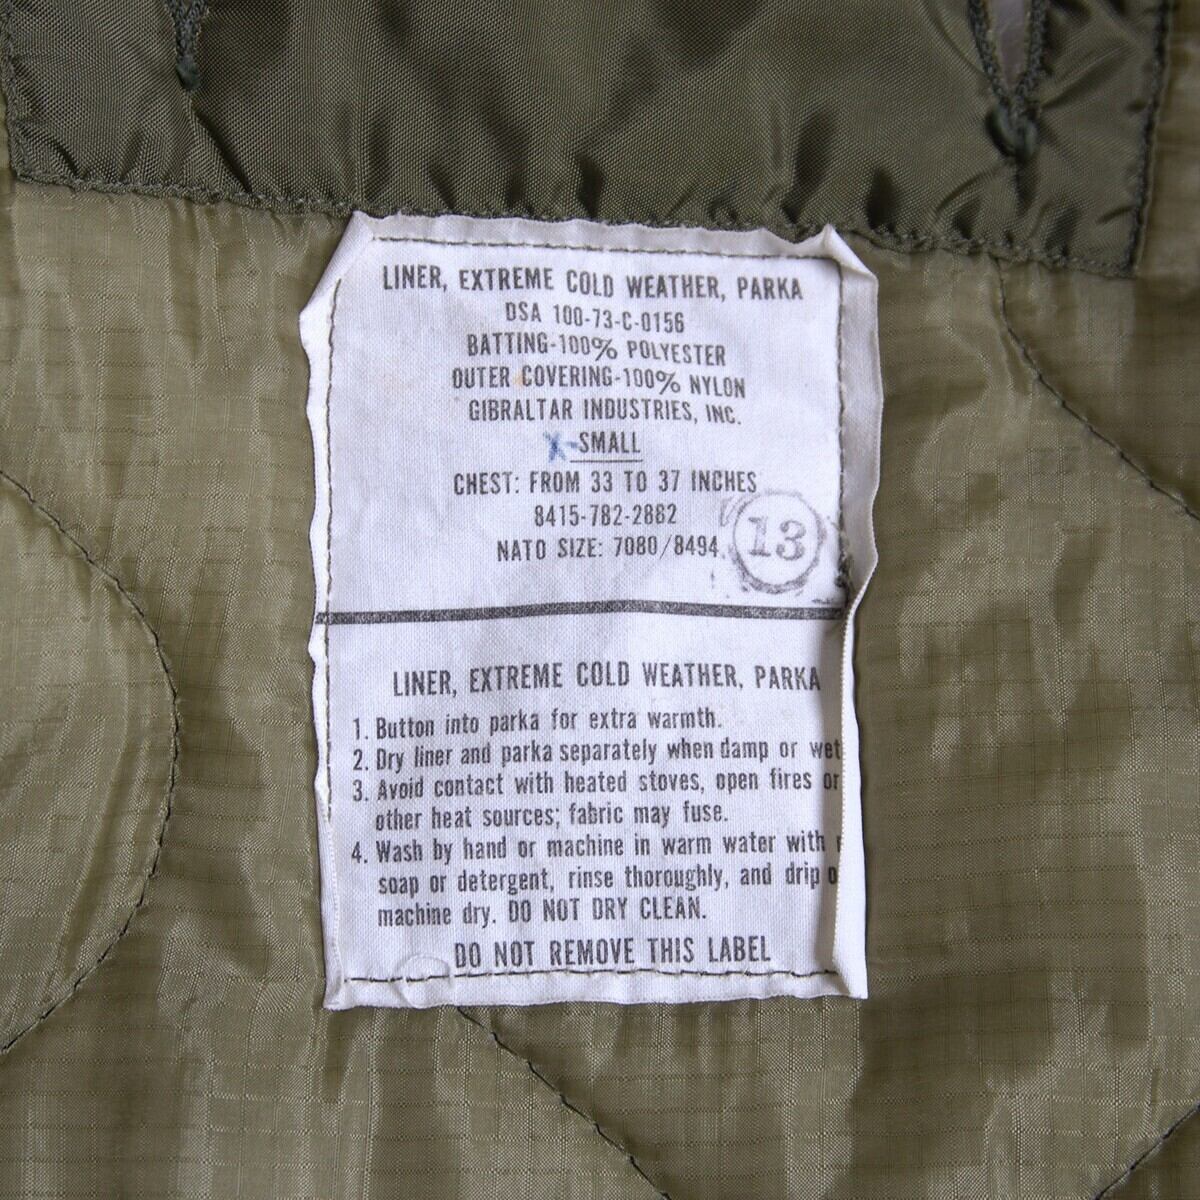 LINER, EXTREME COLD WEATHER, PARKA
DSA 100-73-C-0156
BATTING-100% POLYESTER
OUTER COVERING-100% NYLON
GIBRALTAR INDUSTRIES, INC.
X-SMALL
CHEST: FROM 33 TO 37 INCHES
8415-782-2882
NATO SIZE: 7080/8494
13
LINER, EXTREME COLD WEATHER, PARKA
1. Button into parka for extra warmth.
2. Dry liner and parka separately when damp or wet
3. Avoid contact with heated stoves, open fires or
other heat sources; fabric may fuse.
4. Wash by hand or machine in warm water with
soap or detergent, rinse thoroughly, and drip
machine dry. DO NOT DRY CLEAN.
DO NOT REMOVE THIS LABEL